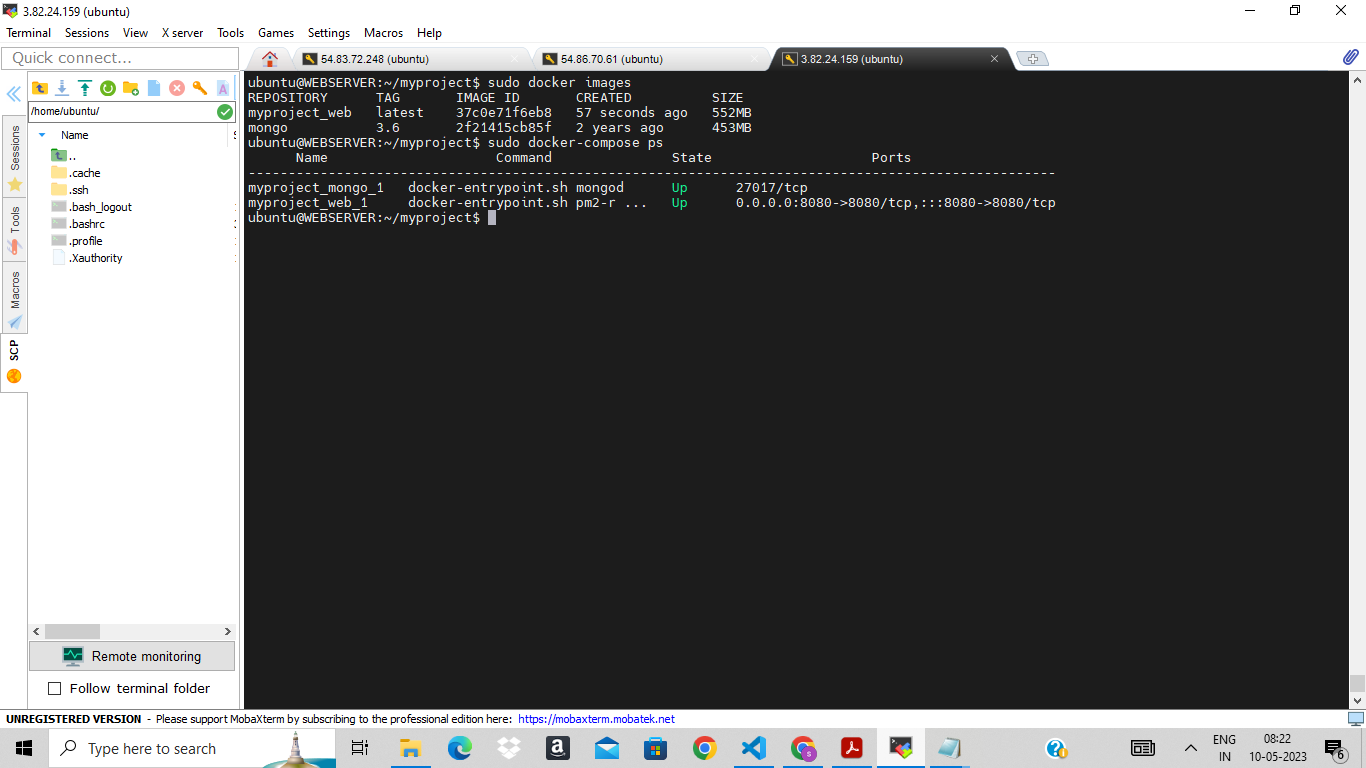 3.82.24.159 (ubuntu)
Terminal Sessions View X server Tools Games Settings Macros Help
Quick connect...
54.83.72.248 (ubuntu)
54.86.70.61 (ubuntu)
3.82.24.159 (ubuntu)
/home/ubuntu/
Name
..
.cache
.ssh
.bash_logout
.bashrc
.profile
.Xauthority
Sessions
Tools
Macros
SCP
Remote monitoring
Follow terminal folder
ubuntu@WEBSERVER:~/myproject$ sudo docker images
REPOSITORY TAG IMAGE ID CREATED SIZE
myproject_web latest 37c0e71f6eb8 57 seconds ago 552MB
mongo 3.6 2f21415cb85f 2 years ago 453MB
ubuntu@WEBSERVER:~/myproject$ sudo docker-compose ps
Name Command State Ports
-----------------------------------------------------------------------------------------------------
myproject_mongo_1 docker-entrypoint.sh mongod Up 27017/tcp
myproject_web_1 docker-entrypoint.sh pm2-r ... Up 0.0.0.0:8080->8080/tcp,:::8080->8080/tcp
ubuntu@WEBSERVER:~/myproject$
UNREGISTERED VERSION - Please support MobaXterm by subscribing to the professional edition here: https://mobaxterm.mobatek.net
Type here to search
ENG
IN
08:22
10-05-2023
6